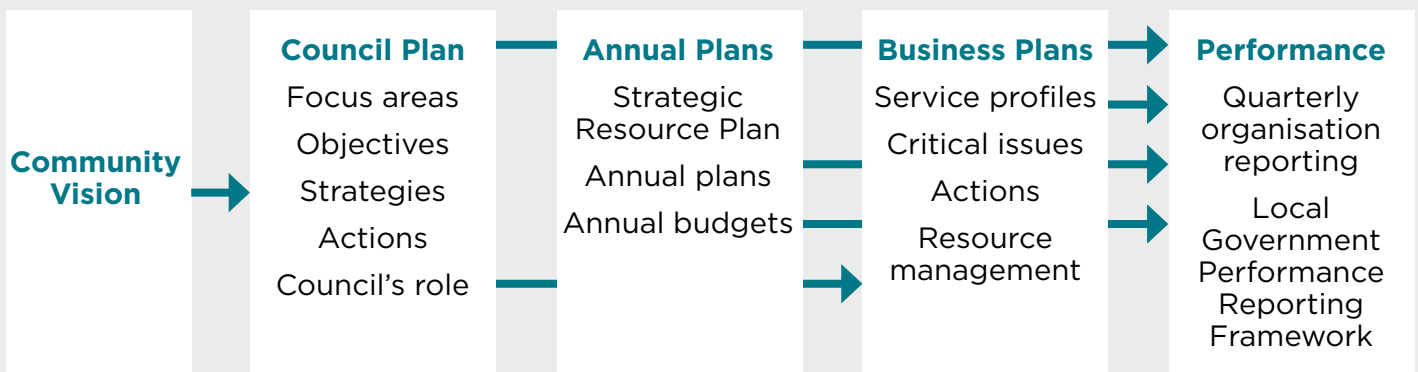 Community
Vision
Council Plan
Focus areas
Objectives
Strategies
Actions
Council’s role
Annual Plans
Strategic
Resource Plan
Annual plans
Annual budgets
Business Plans
Service profiles
Critical issues
Actions
Resource
management
Performance
Quarterly
organisation
reporting
Local
Government
Performance
Reporting
Framework